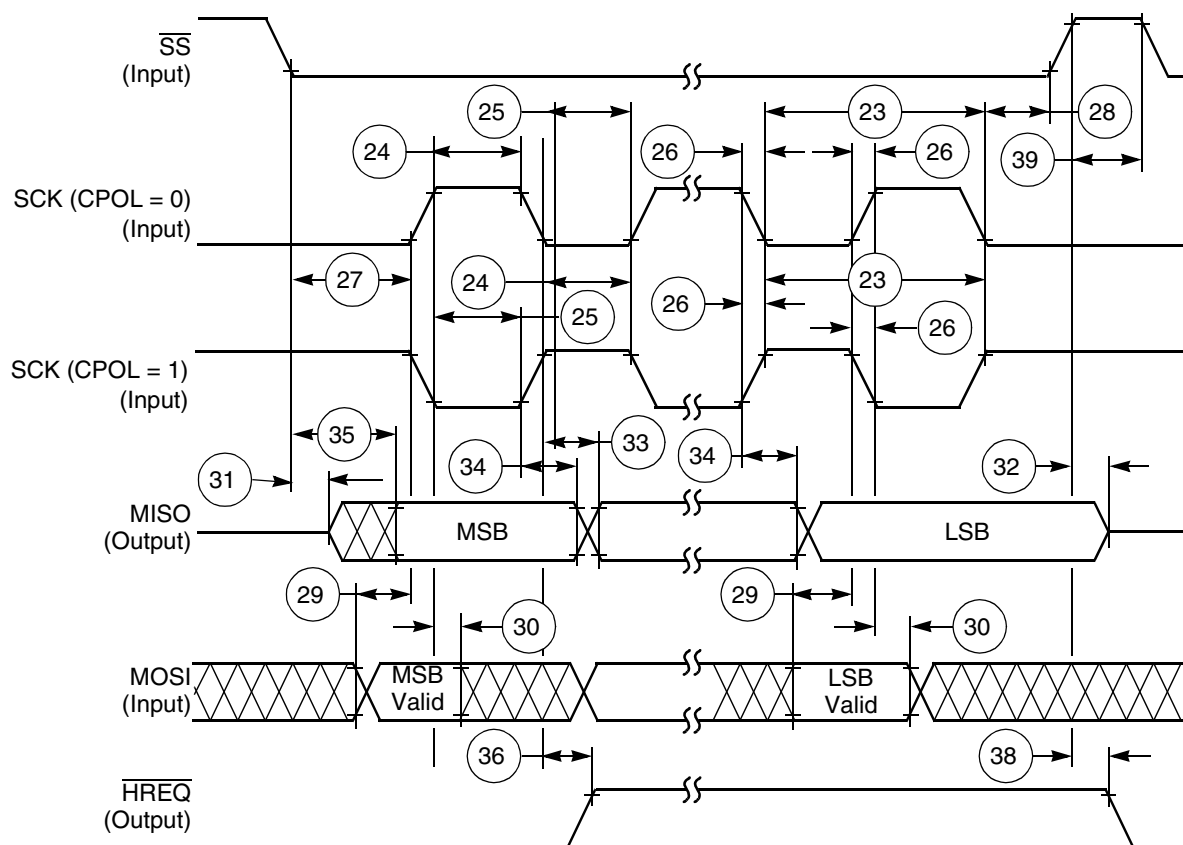 SS
(Input)
25
23
28
24
26
26
39
SCK (CPOL = 0)
(Input)
27
24
23
26
25
26
SCK (CPOL = 1)
(Input)
35
33
34
34
32
31
MISO
(Output)
MSB
LSB
29
29
30
30
MOSI
(Input)
MSB
Valid
LSB
Valid
36
38
HREQ
(Output)